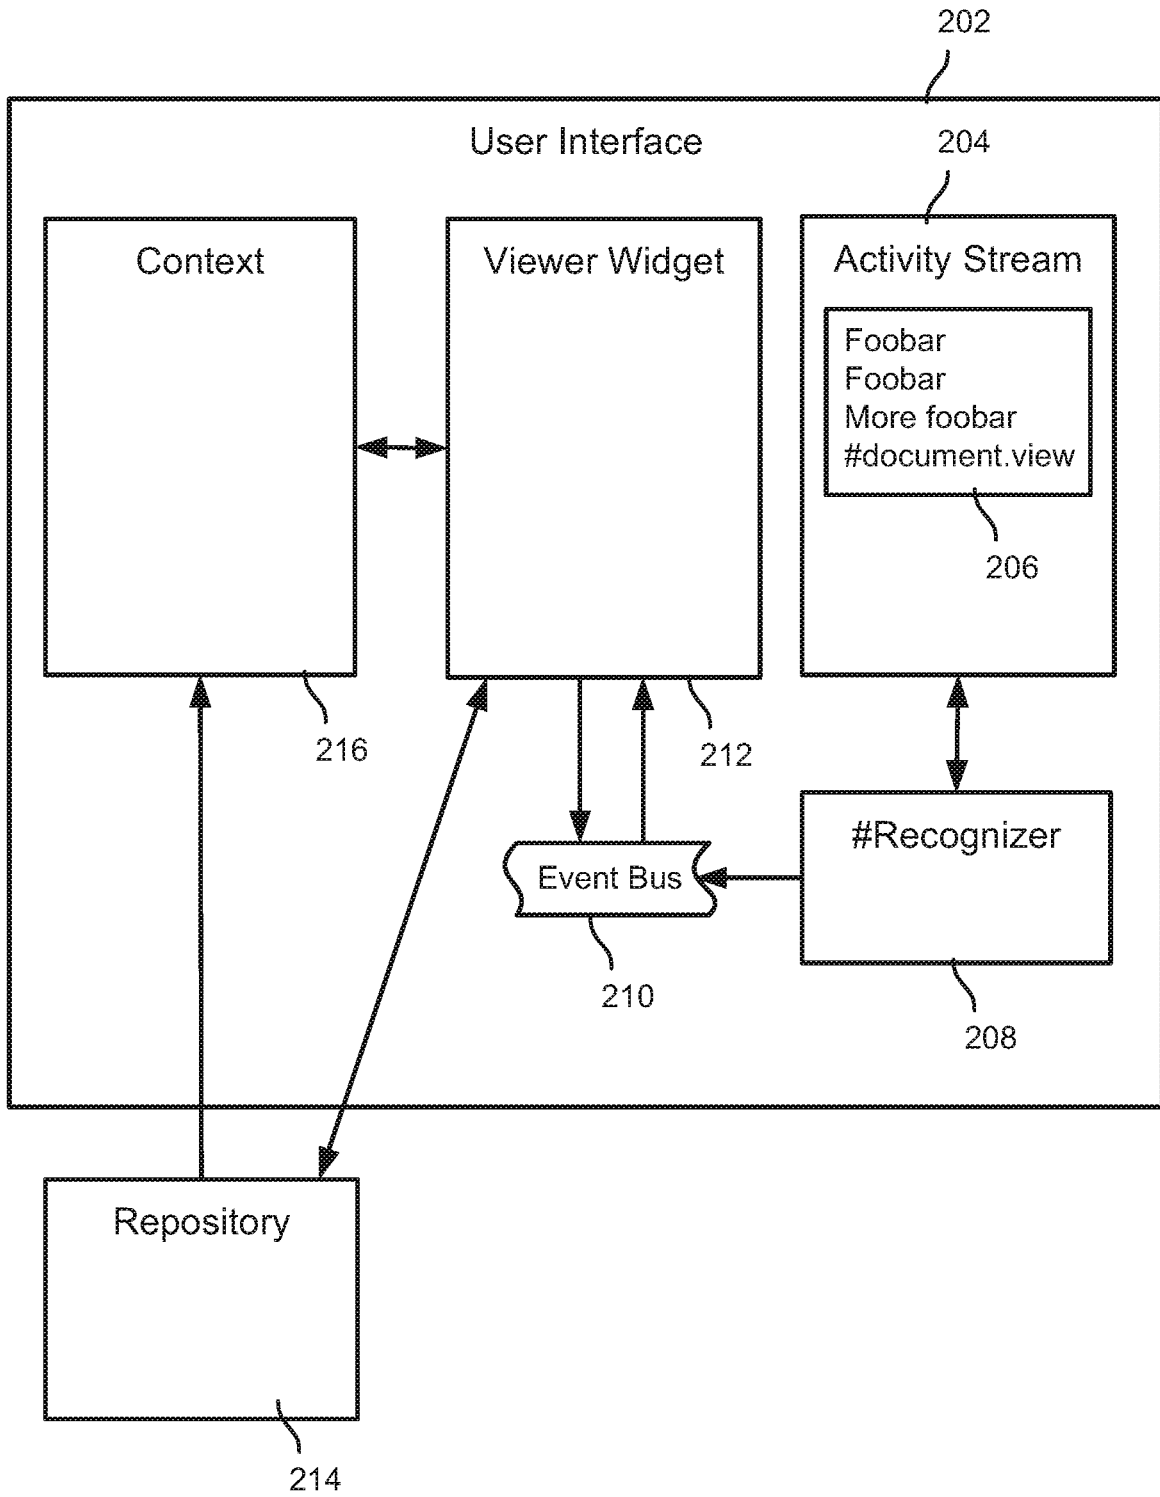 202
User Interface
204
Context
Viewer Widget
Activity Stream
Foobar
Foobar
More foobar
#document.view
206
216
212
#Recognizer
Event Bus
210
208
Repository
214